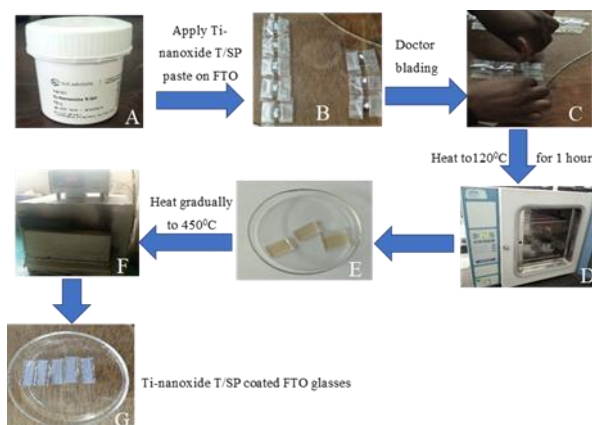 Apply Ti-
nanoxide T/SP
paste on FTO
A
B
Doctor
blading
C
Heat to120⁰C for 1 hour
D
E
Heat gradually
to 450⁰C
F
G
Ti-nanoxide T/SP coated FTO glasses